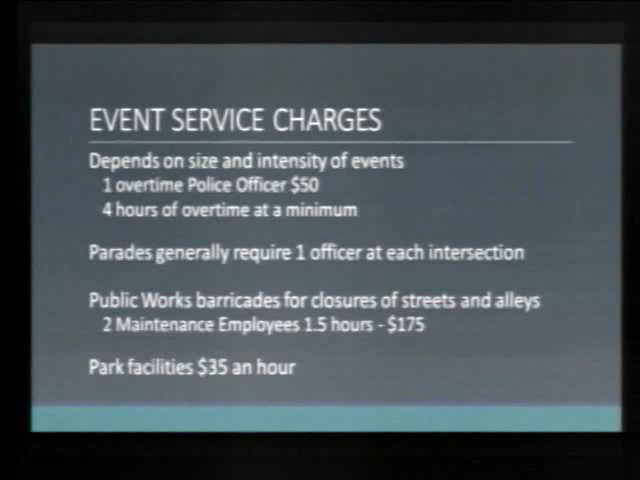 EVENT SERVICE CHARGES
Depends on size and intensity of events
1 overtime Police Officer $50
4 hours of overtime at a minimum
Parades generally require 1 officer at each intersection
Public Works barricades for closures of streets and alleys
2 Maintenance Employees 1.5 hours - $175
Park facilities $35 an hour